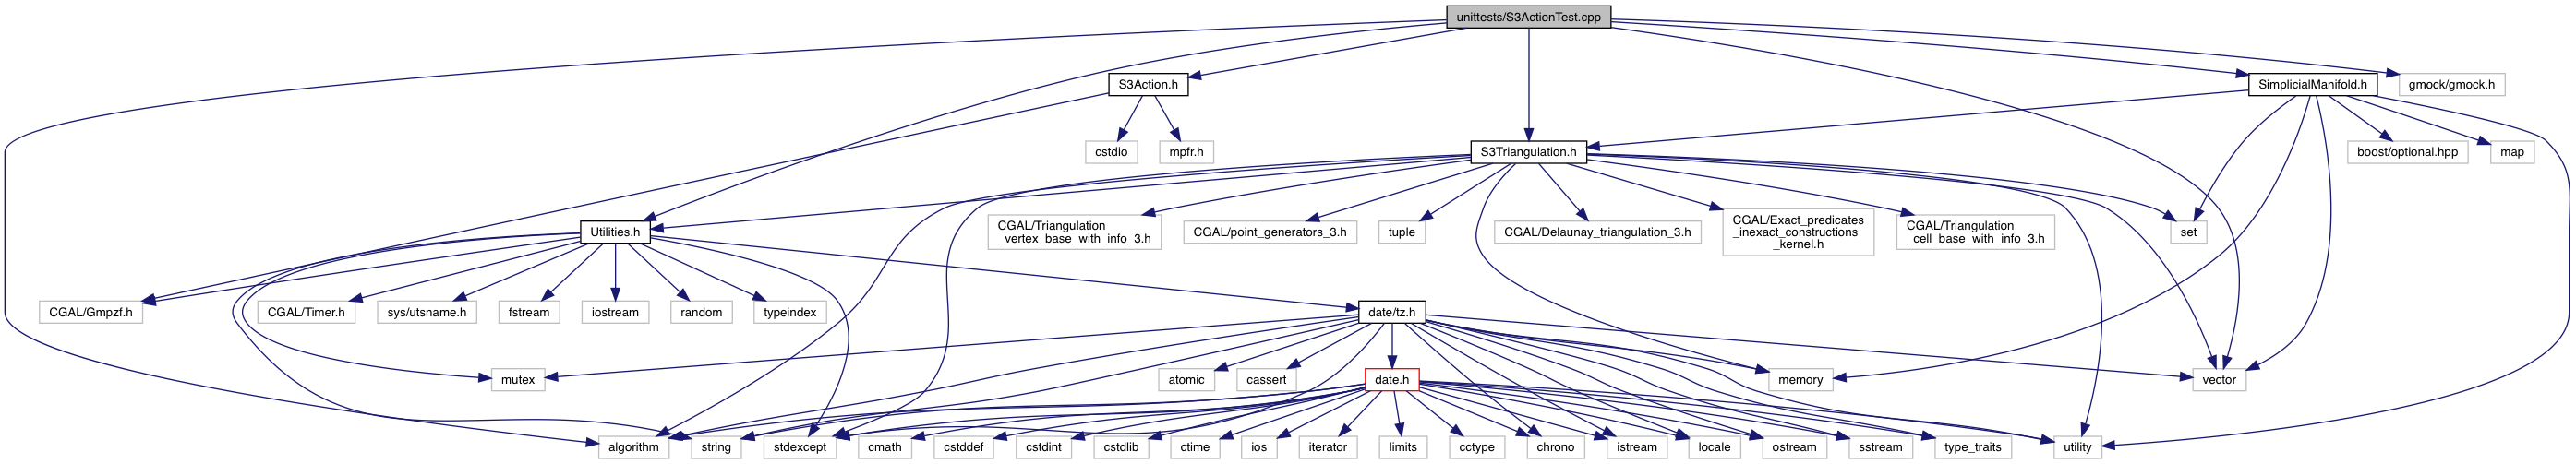 unittests/S3ActionTest.cpp
S3Action.h
SimplicialManifold.h
gmock/gmock.h
cstdio
mpfr.h
S3Triangulation.h
boost/optional.hpp
map
Utilities.h
CGAL/Triangulation
_vertex_base_with_info_3.h
CGAL/point_generators_3.h
tuple
CGAL/Delaunay_triangulation_3.h
CGAL/Exact_predicates
_inexact_constructions
_kernel.h
CGAL/Triangulation
_cell_base_with_info_3.h
set
CGAL/Gmpzf.h
CGAL/Timer.h
sys/utsname.h
fstream
iostream
random
typeindex
date/tz.h
mutex
atomic
cassert
date.h
memory
vector
algorithm
string
stdexcept
cmath
cstddef
cstdint
cstdlib
ctime
ios
iterator
limits
cctype
chrono
istream
locale
ostream
sstream
type_traits
utility